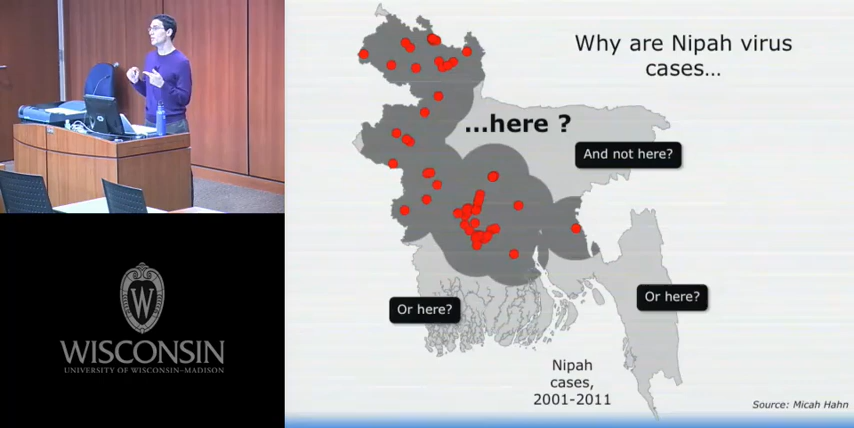 Why are Nipah virus
cases...
...here ?
And not here?
Or here?
Or here?
Nipah
cases,
2001-2011
Source: Micah Hahn
W
WISCONSIN
UNIVERSITY OF WISCONSIN–MADISON